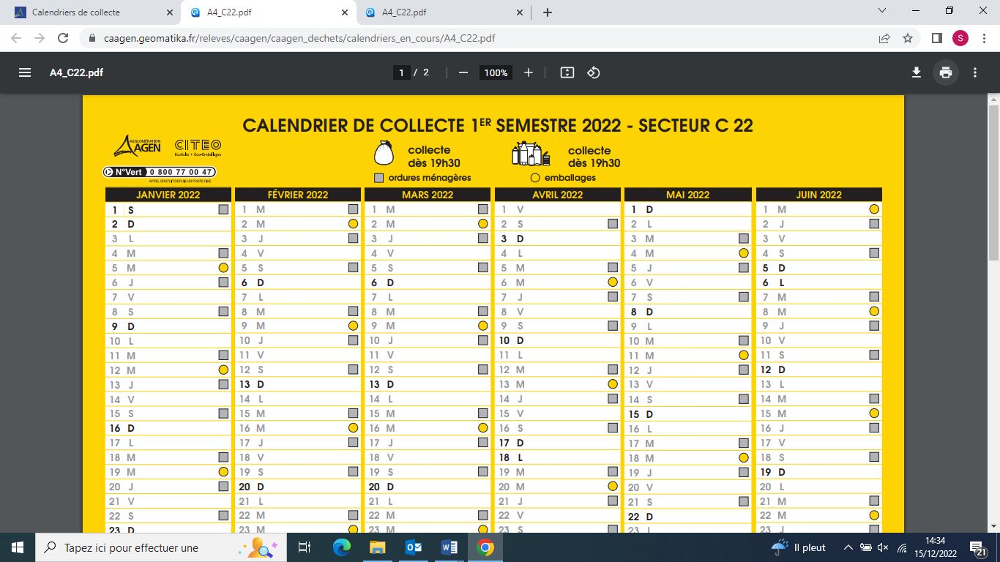 Calendriers de collecte
A4_C22.pdf
A4_C22.pdf
caagen.geomatika.fr/releves/caagen/caagen_dechets/calendriers_en_cours/A4_C22.pdf
S
A4_C22.pdf
1 / 2
100%
CALENDRIER DE COLLECTE 1ER SEMESTRE 2022 - SECTEUR C 22
AGGLOMÉRATION
AGEN
CITEO
Ecofolio + Eco-Emballages
N°Vert 0 800 77 00 47
APPEL GRATUIT DEPUIS UN POSTE FIXE
collecte
dès 19h30
ordures ménagères
collecte
dès 19h30
emballages
JANVIER 2022 FÉVRIER 2022 MARS 2022 AVRIL 2022 MAI 2022 JUIN 2022
1 S 1 M 1 M 1 V 1 D 1 M
2 D 2 M 2 M 2 S 2 L 2 J
3 L 3 J 3 J 3 D 3 M 3 V
4 M 4 V 4 V 4 L 4 M 4 S
5 M 5 S 5 S 5 M 5 J 5 D
6 J 6 D 6 D 6 M 6 V 6 L
7 V 7 L 7 L 7 J 7 S 7 M
8 S 8 M 8 M 8 V 8 D 8 M
9 D 9 M 9 M 9 S 9 L 9 J
10 L 10 J 10 J 10 D 10 M 10 V
11 M 11 V 11 V 11 L 11 M 11 S
12 M 12 S 12 S 12 M 12 J 12 D
13 J 13 D 13 D 13 M 13 V 13 L
14 V 14 L 14 L 14 J 14 S 14 M
15 S 15 M 15 M 15 V 15 D 15 M
16 D 16 M 16 M 16 S 16 L 16 J
17 L 17 J 17 J 17 D 17 M 17 V
18 M 18 V 18 V 18 L 18 M 18 S
19 M 19 S 19 S 19 M 19 J 19 D
20 J 20 D 20 D 20 M 20 V 20 L
21 V 21 L 21 L 21 J 21 S 21 M
22 S 22 M 22 M 22 V 22 D 22 M
23 D 23 M 23 M 23 S 23 L 23 J
Tapez ici pour effectuer une
Il pleut
14:34
15/12/2022
21